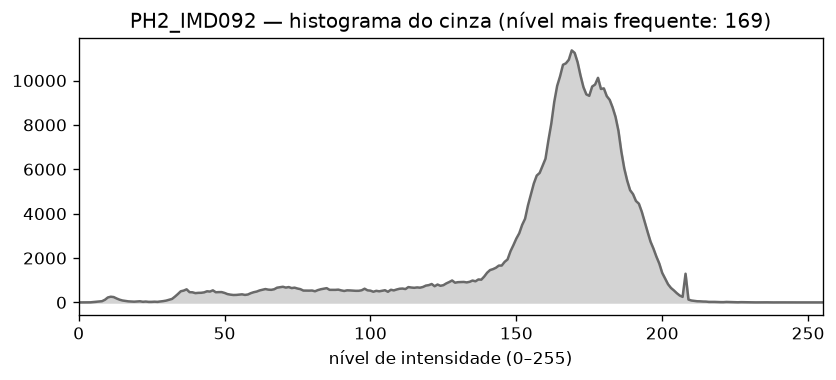 PH2_IMD092 — histograma do cinza (nível mais frequente: 169)
10000
8000
6000
4000
2000
0
0 50 100 150 200 250
nível de intensidade (0–255)